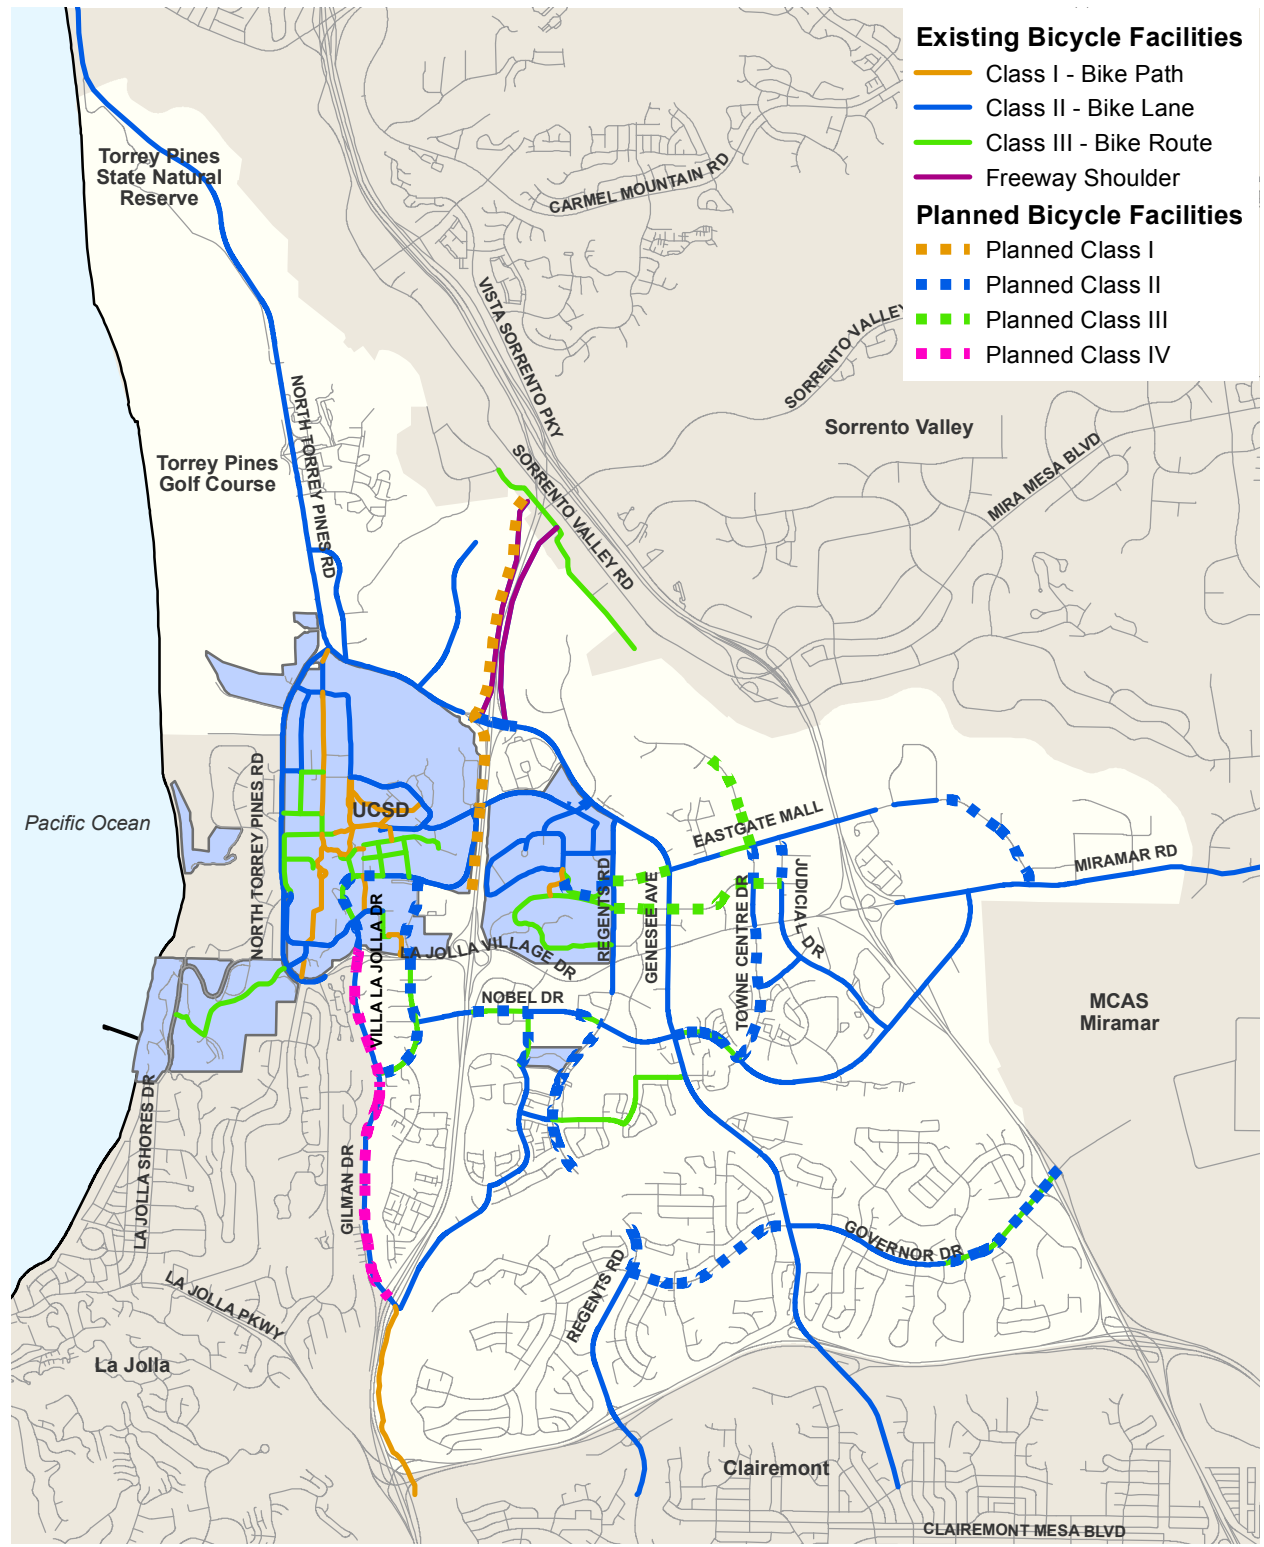 Existing Bicycle Facilities
Class I - Bike Path
Class II - Bike Lane
Class III - Bike Route
Freeway Shoulder
Planned Bicycle Facilities
Planned Class I
Planned Class II
Planned Class III
Planned Class IV
Torrey Pines
State Natural
Reserve
CARMEL MOUNTAIN RD
VISTA SORRENTO PKY
SORRENTO VALLEY
Sorrento Valley
MIRA MESA BLVD
NORTH TORREY PINES RD
Torrey Pines
Golf Course
SORRENTO VALLEY RD
Pacific Ocean
NORTH TORREY PINES RD
UCSD
EASTGATE MALL
MIRAMAR RD
REGENTS RD
GENESEE AVE
TOWNE CENTRE DR
JUDICIAL DR
VILLA LA JOLLA DR
LA JOLLA VILLAGE DR
NOBEL DR
MCAS
Miramar
LA JOLLA SHORES DR
GILMAN DR
GOVERNOR DR
REGENTS RD
LA JOLLA PKWY
La Jolla
Clairemont
CLAIREMONT MESA BLVD